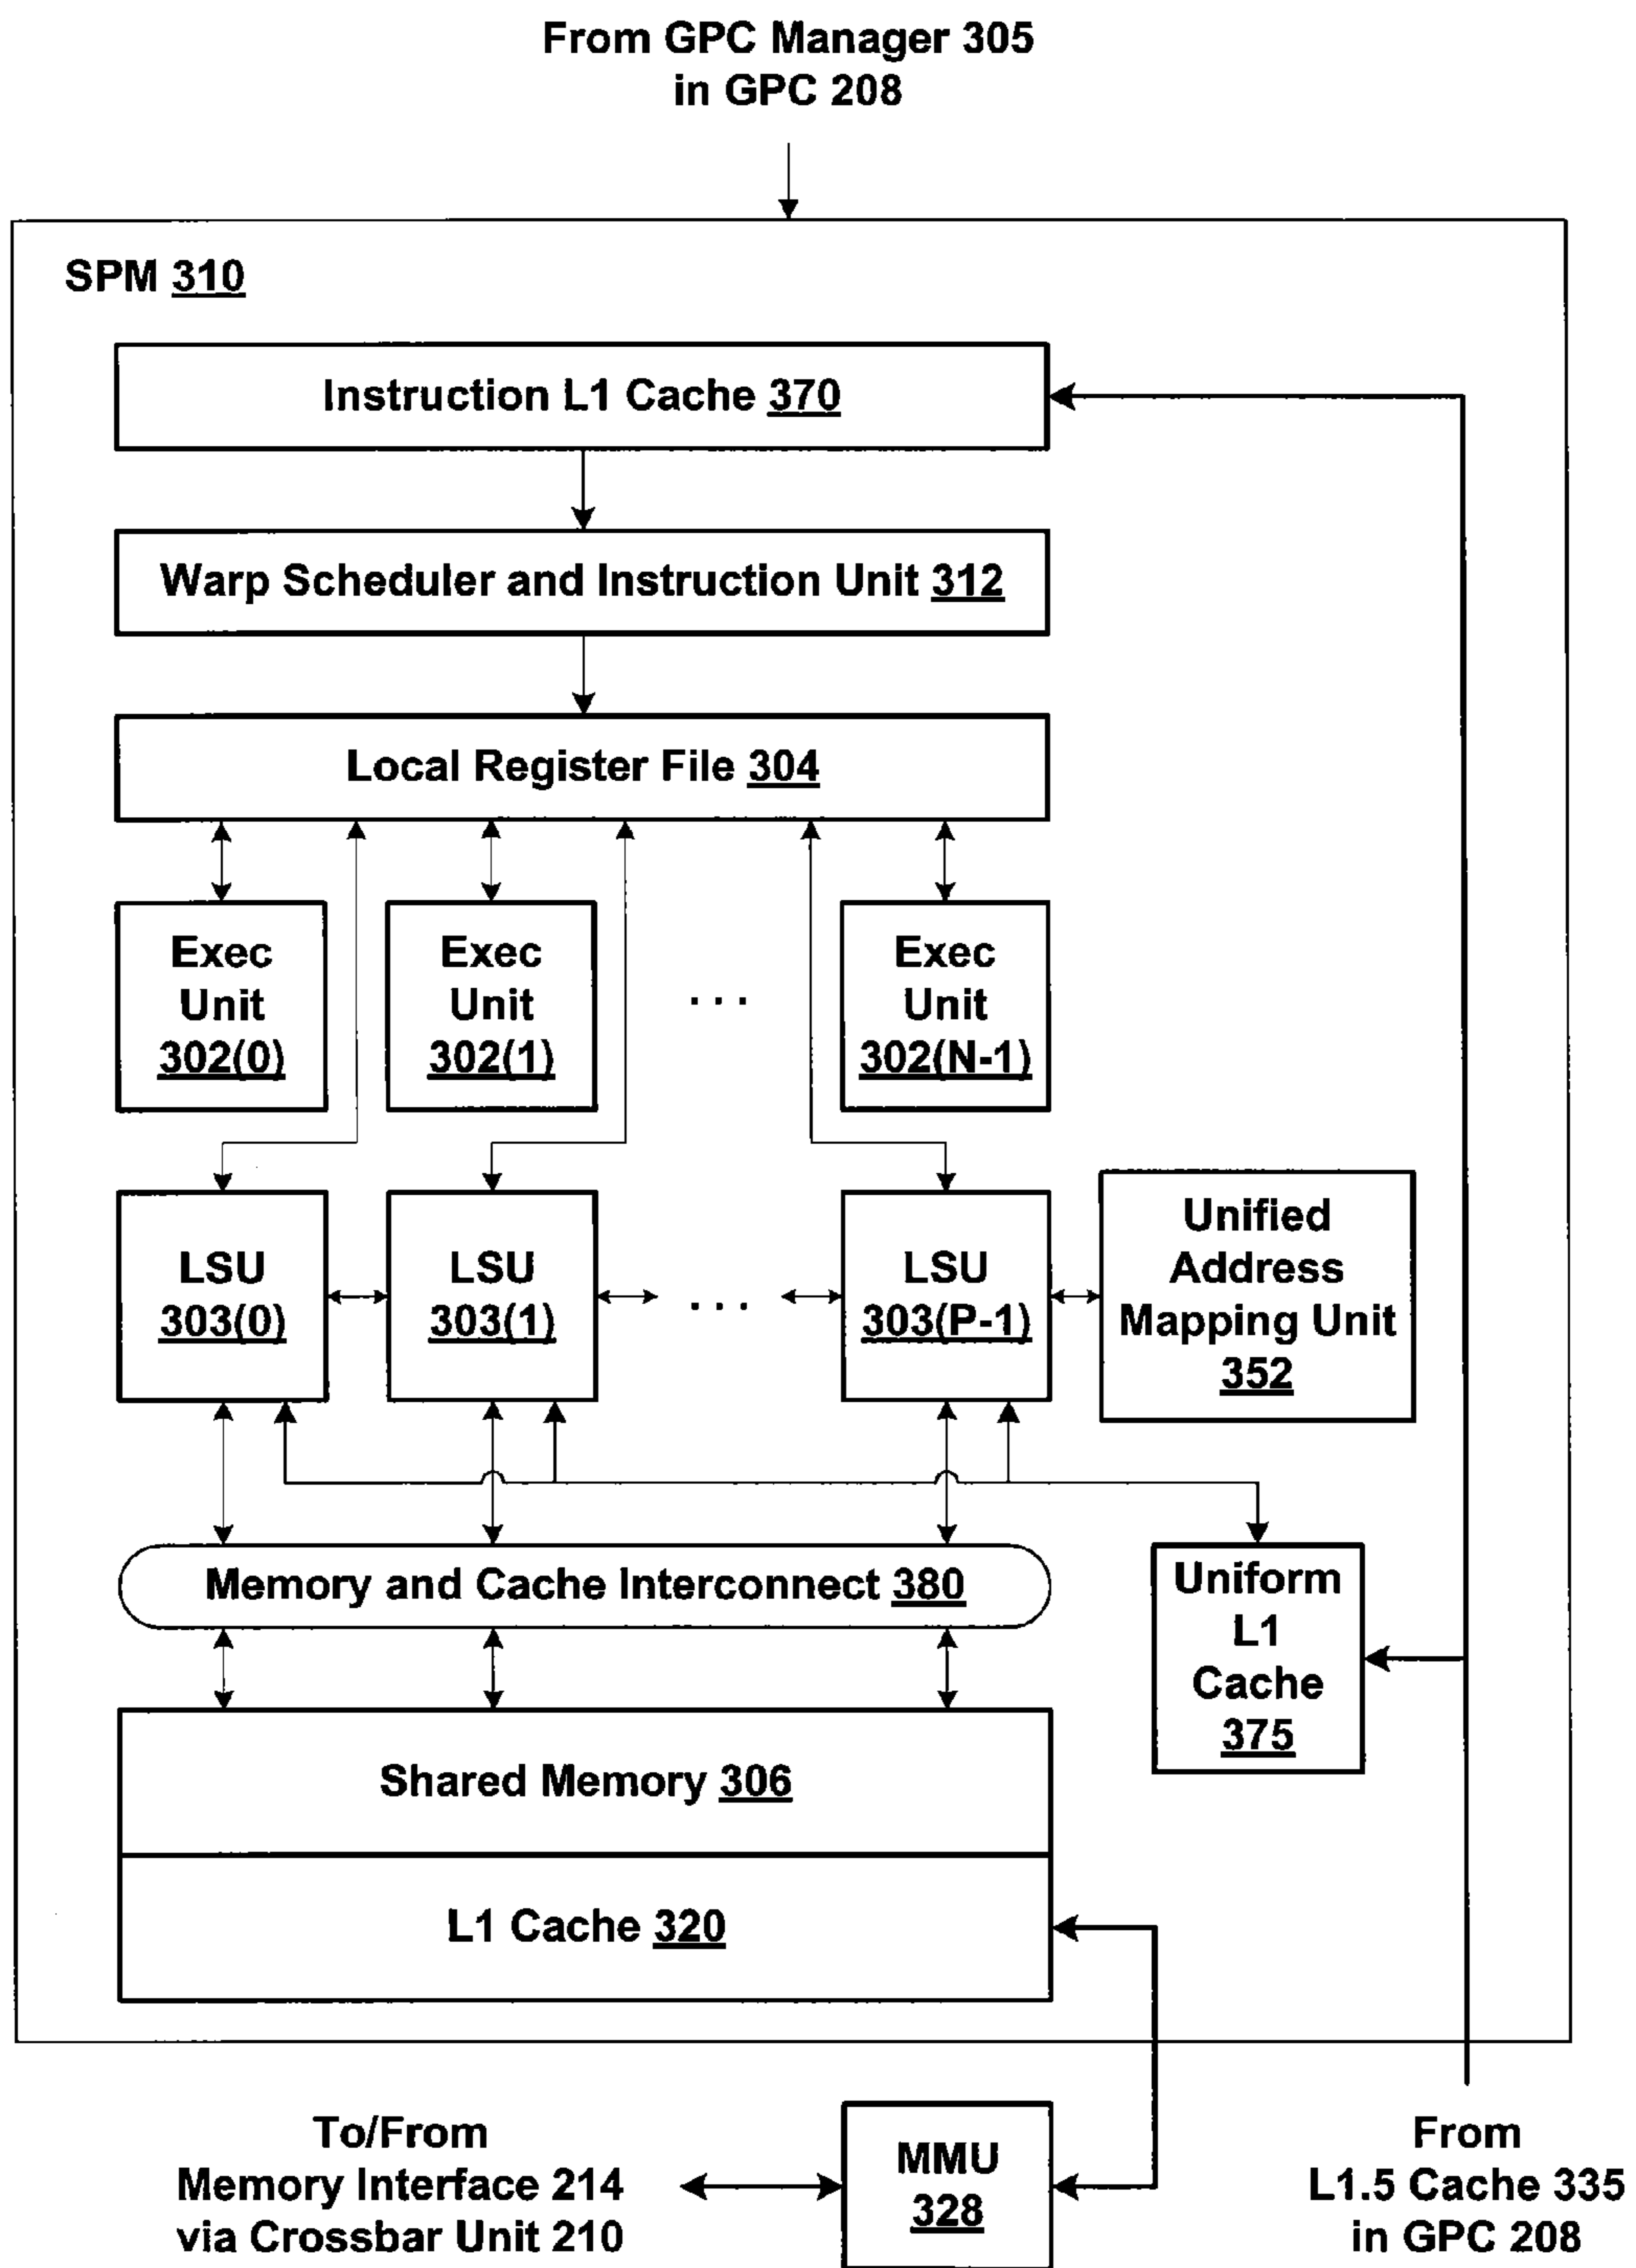 From GPC Manager 305
in GPC 208
SPM 310
Instruction L1 Cache 370
Warp Scheduler and Instruction Unit 312
Local Register File 304
Exec
Unit
302(0)
Exec
Unit
302(1)
. . .
Exec
Unit
302(N-1)
LSU
303(0)
LSU
303(1)
. . .
LSU
303(P-1)
Unified
Address
Mapping Unit
352
Memory and Cache Interconnect 380
Uniform
L1
Cache
375
Shared Memory 306
L1 Cache 320
To/From
Memory Interface 214
via Crossbar Unit 210
MMU
328
From
L1.5 Cache 335
in GPC 208